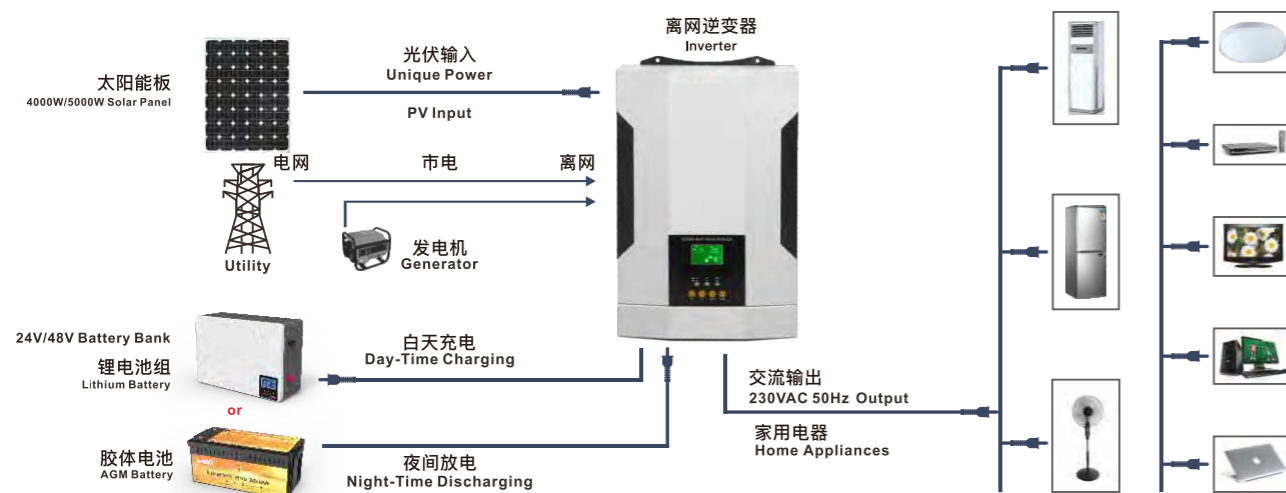 离网逆变器
Inverter
太阳能板
4000W/5000W Solar Panel
光伏输入
Unique Power
PV Input
电网
市电
离网
Utility
发电机
Generator
24V/48V Battery Bank
锂电池组
Lithium Battery
or
胶体电池
AGM Battery
白天充电
Day-Time Charging
夜间放电
Night-Time Discharging
交流输出
230VAC 50Hz Output
家用电器
Home Appliances